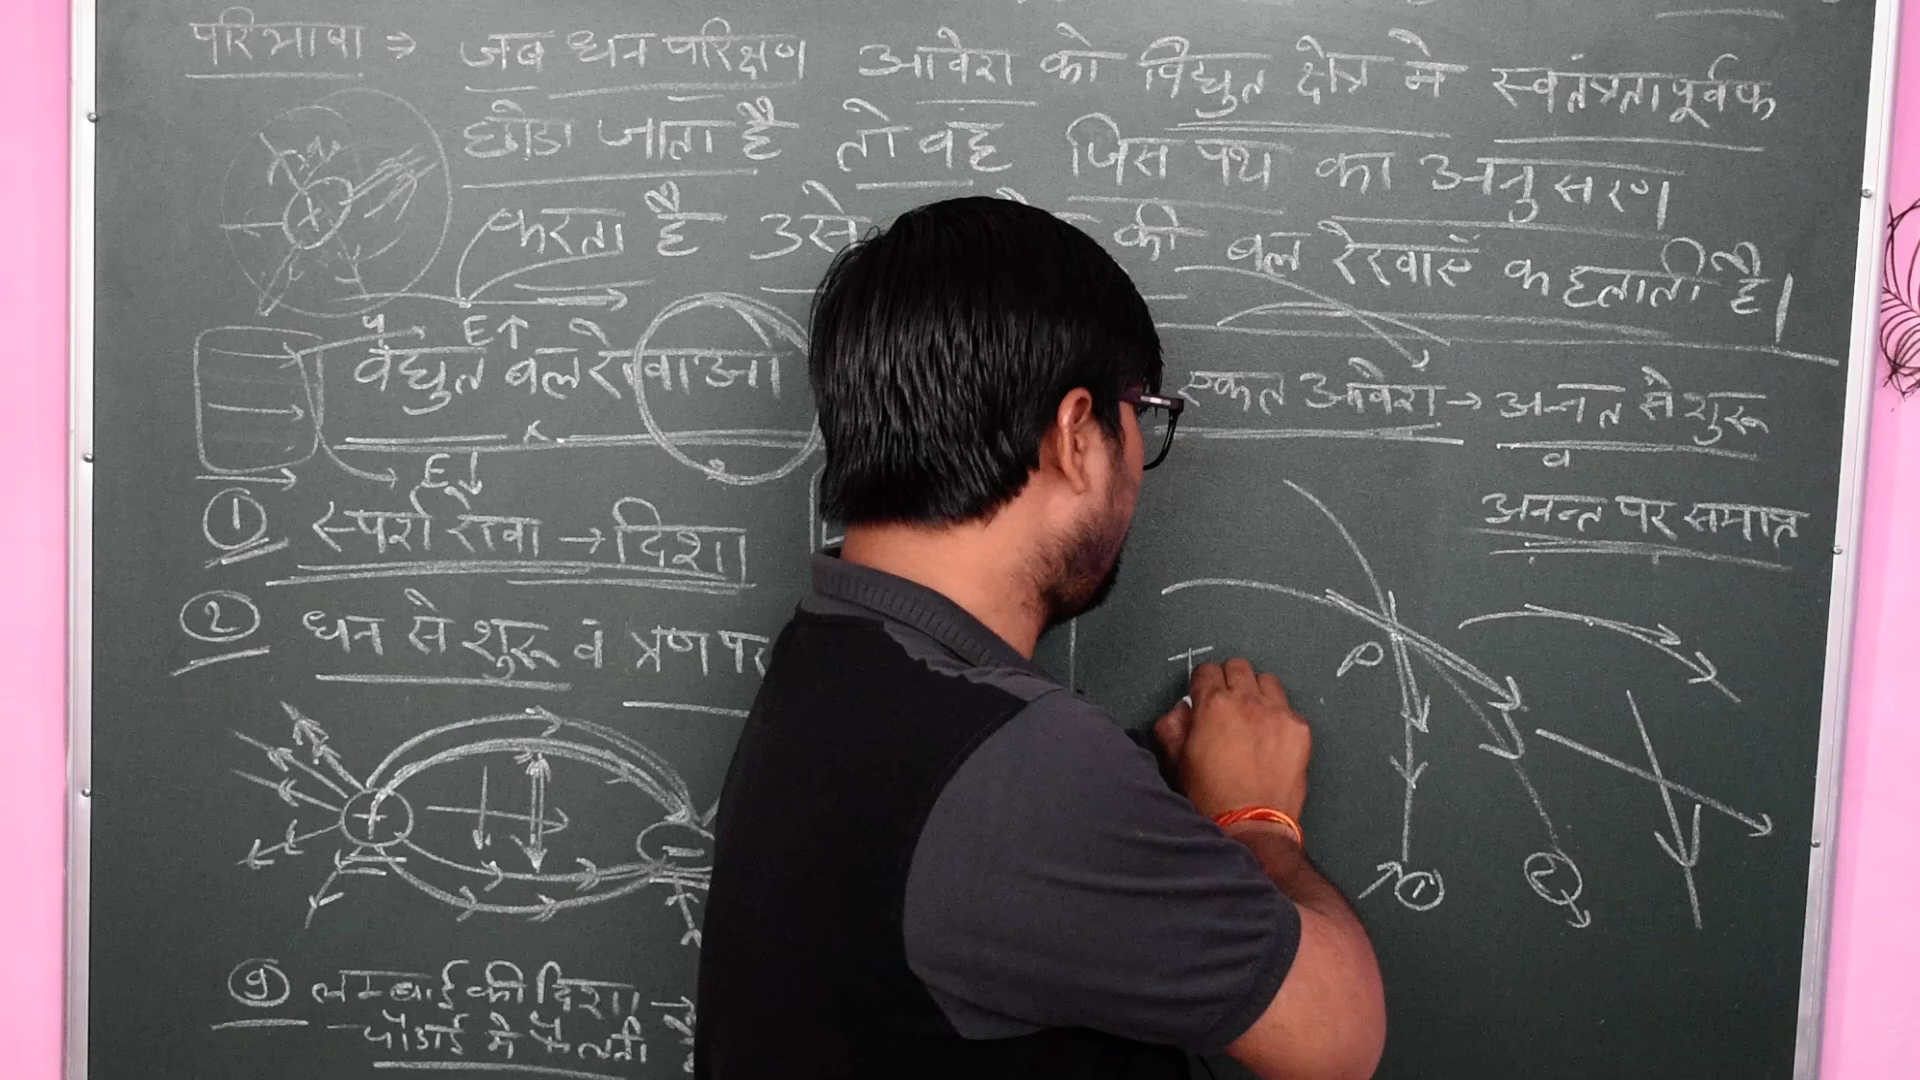 परिभाषा → जब धन परिक्षण आवेश को विद्युत क्षेत्र मे स्वतंत्रतापूर्वक
छोडा जाता है तो वह जिस पथ का अनुसरण
करता है उसे की बल रेखाएँ कहलाती है।
E↑
वैद्युत बल रेखाओ
आवेश → अनन्त से शुरू
व
अनन्त पर समाप्त
E↓
① स्पर्श रेखा → दिशा
② धन से शुरू व ऋण पर
P
+
+
−
①
②
⑨ लम्बाई की दिशा →
चौडाई मे फैलती